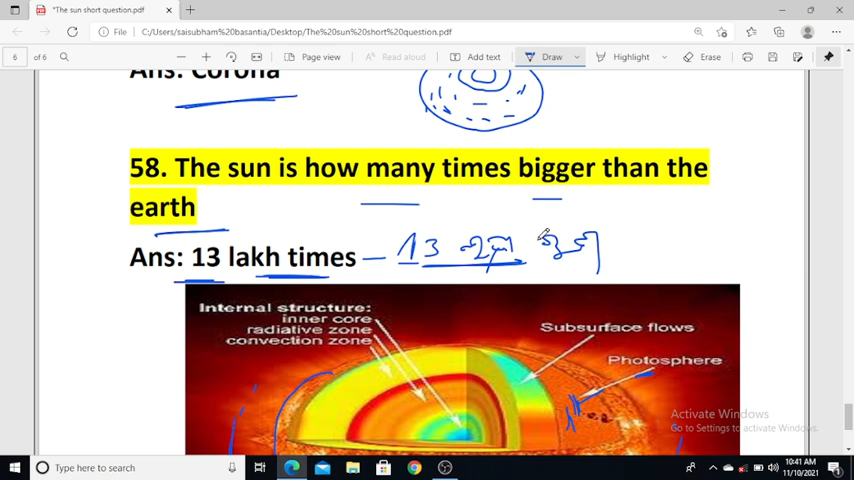 *The sun short question.pdf
File
C:/Users/saisubham%20basantia/Desktop/The%20sun%20short%20question.pdf
6 of 6
Page view
Read aloud
Add text
Draw
Highlight
Erase
Ans: Corona
58. The sun is how many times bigger than the
earth
Ans: 13 lakh times
13
Internal structure:
inner core
radiative zone
convection zone
Subsurface flows
Photosphere
Activate Windows
Go to Settings to activate Windows.
Type here to search
10:41 AM
11/10/2021